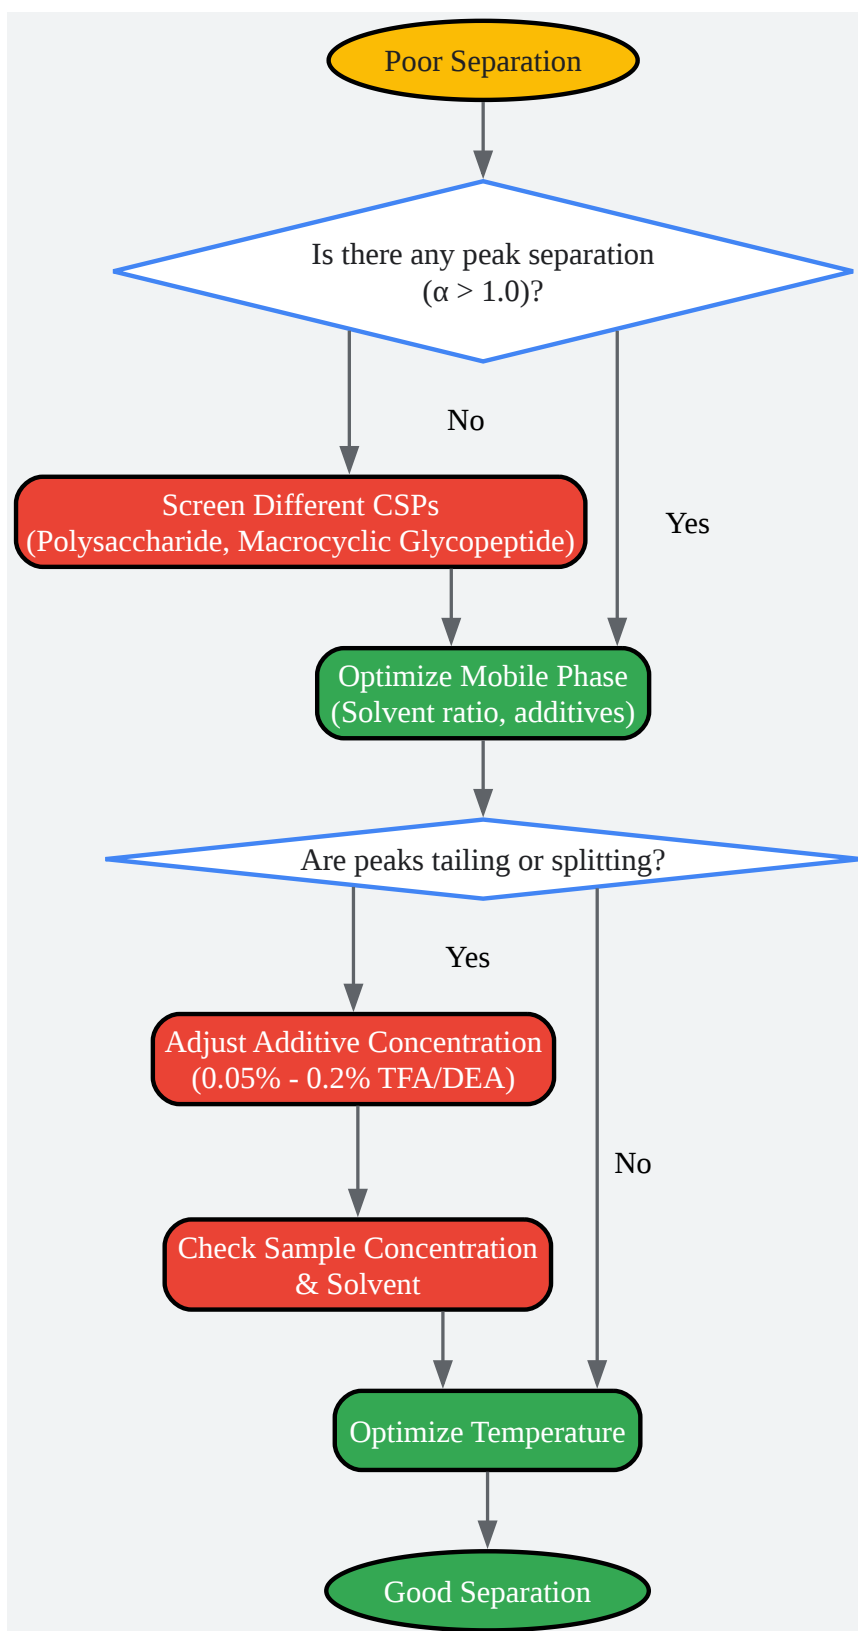 Poor Separation
Is there any peak separation
(α > 1.0)?
No
Screen Different CSPs
(Polysaccharide, Macrocyclic Glycopeptide)
Yes
Optimize Mobile Phase
(Solvent ratio, additives)
Are peaks tailing or splitting?
Yes
Adjust Additive Concentration
(0.05% - 0.2% TFA/DEA)
No
Check Sample Concentration
& Solvent
Optimize Temperature
Good Separation